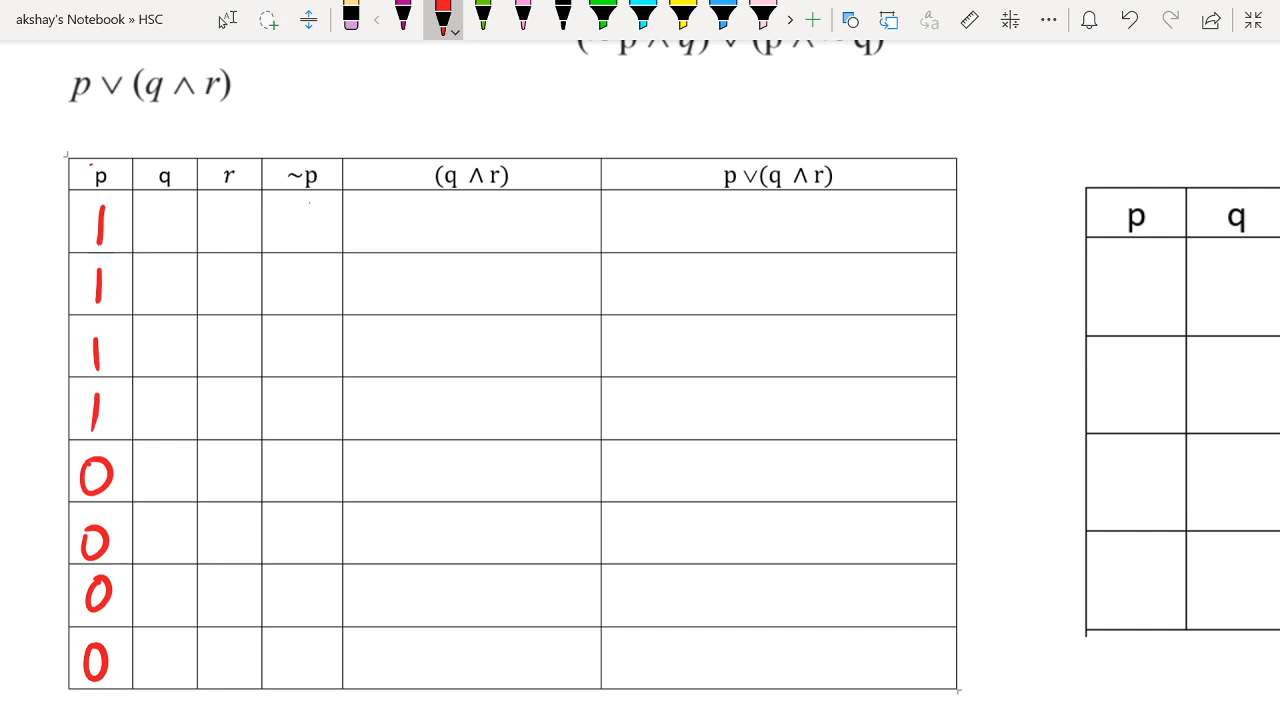 akshay's Notebook » HSC
(~p ∧ q) ∨ (p ∧ ~q)
p ∨ (q ∧ r)
p q r ~p (q ∧ r) p ∨(q ∧ r)
1
1
1
1
0
0
0
0
p q